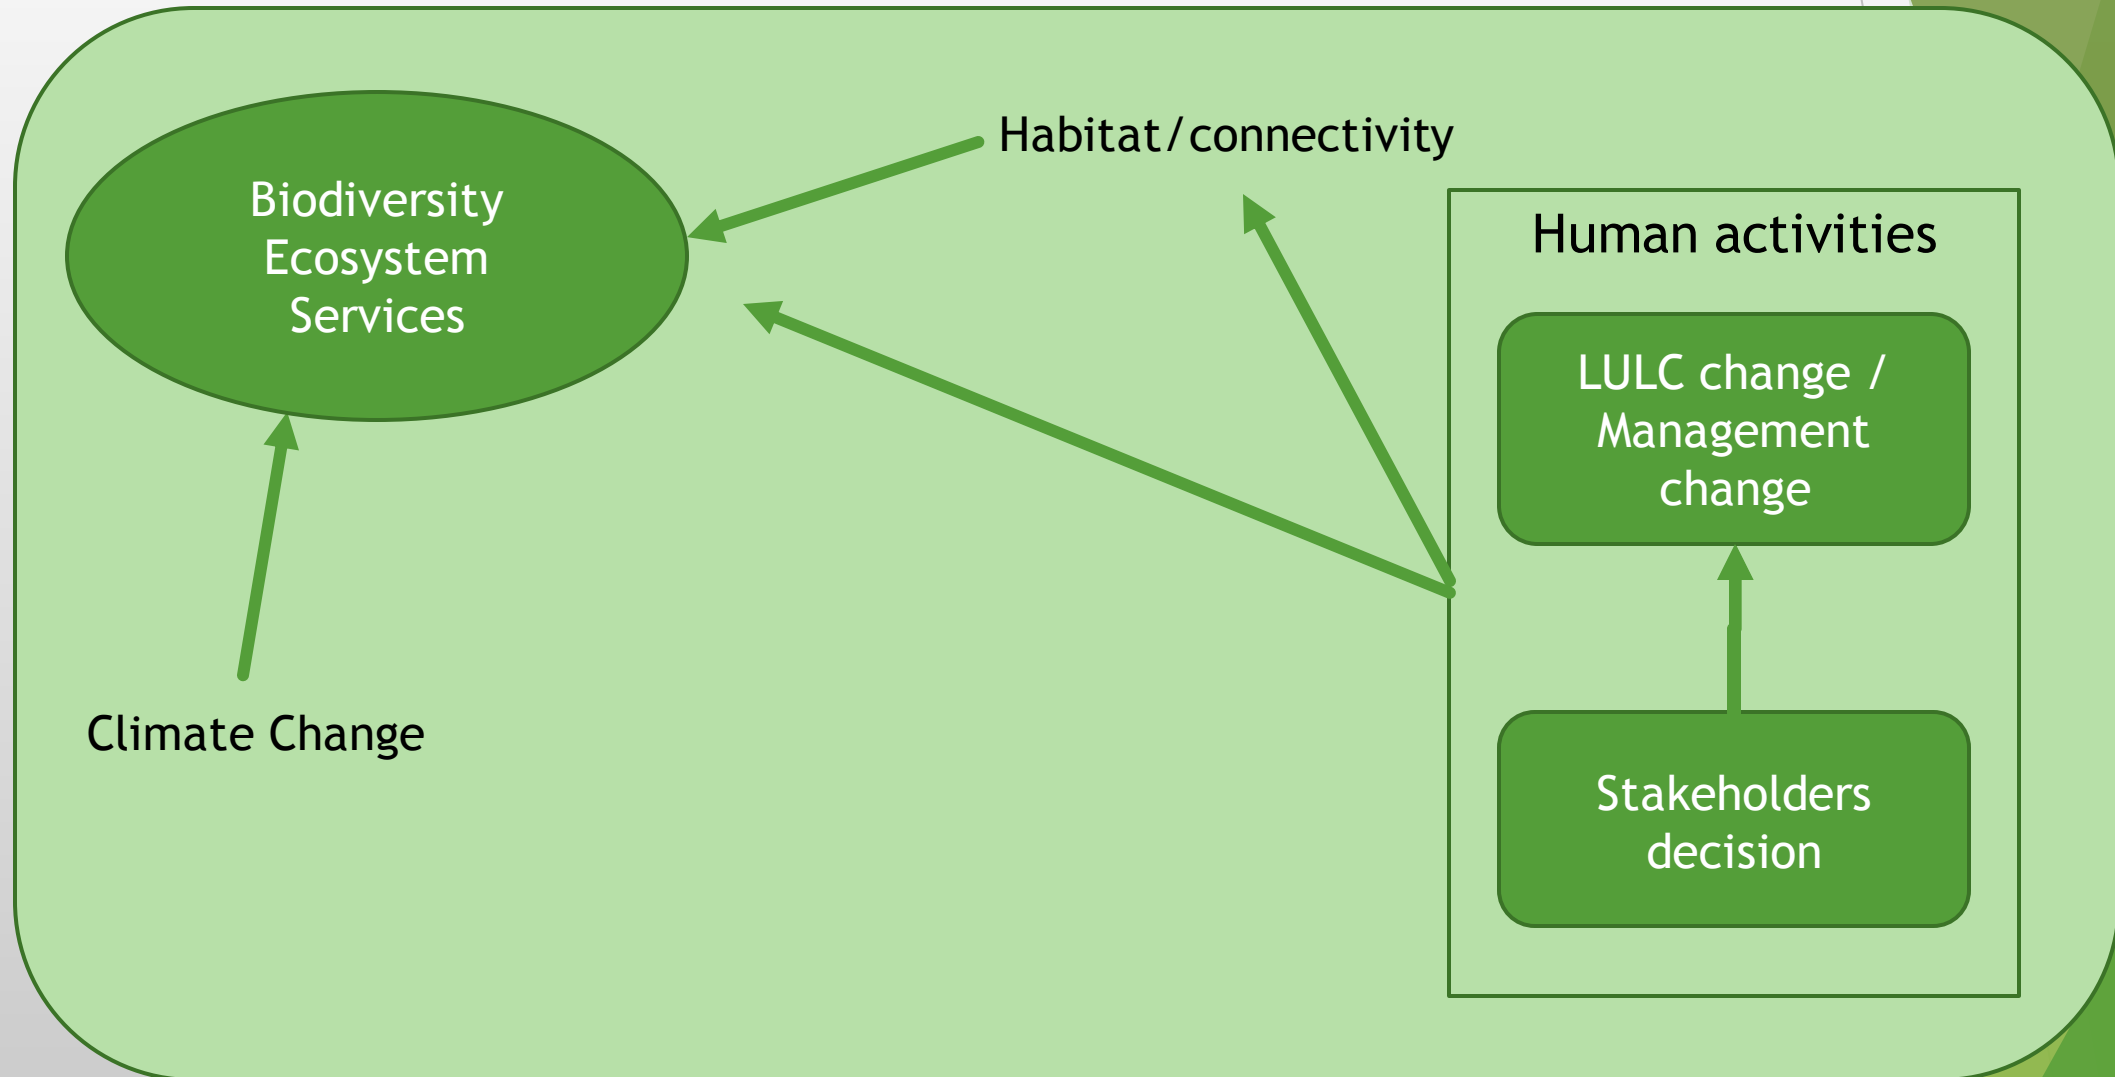 Biodiversity
Ecosystem
Services
Habitat/connectivity
Human activities
LULC change /
Management
change
Climate Change
Stakeholders
decision